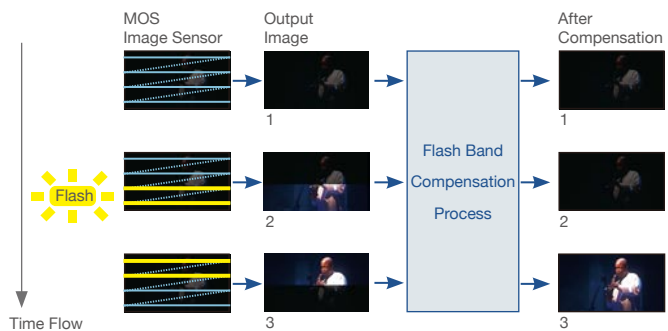 MOS
Image Sensor
Output
Image
After
Compensation
1
1
Flash
Flash Band
Compensation
Process
2
2
3
3
Time Flow